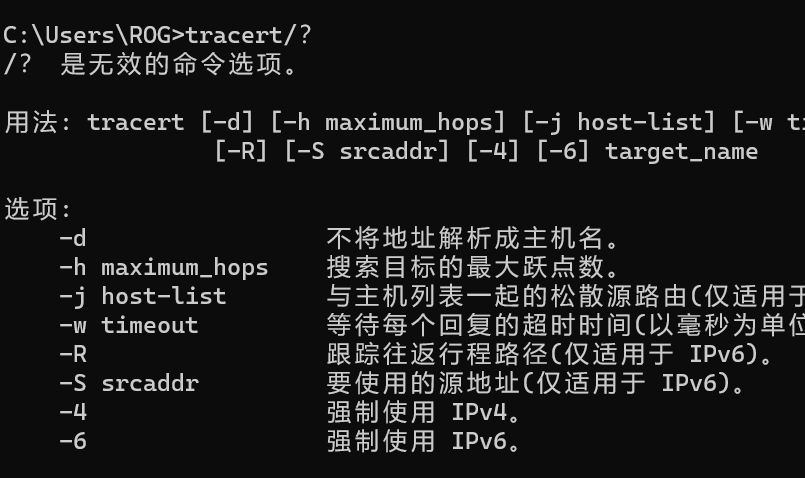 C:\Users\ROG>tracert/?
/? 是无效的命令选项。
用法: tracert [-d] [-h maximum_hops] [-j host-list] [-w
[-R] [-S srcaddr] [-4] [-6] target_name
选项:
-d 不将地址解析成主机名。
-h maximum_hops 搜索目标的最大跃点数。
-j host-list 与主机列表一起的松散源路由(仅适用于
-w timeout 等待每个回复的超时时间(以毫秒为单位
-R 跟踪往返行程路径(仅适用于 IPv6)。
-S srcaddr 要使用的源地址(仅适用于 IPv6)。
-4 强制使用 IPv4。
-6 强制使用 IPv6。